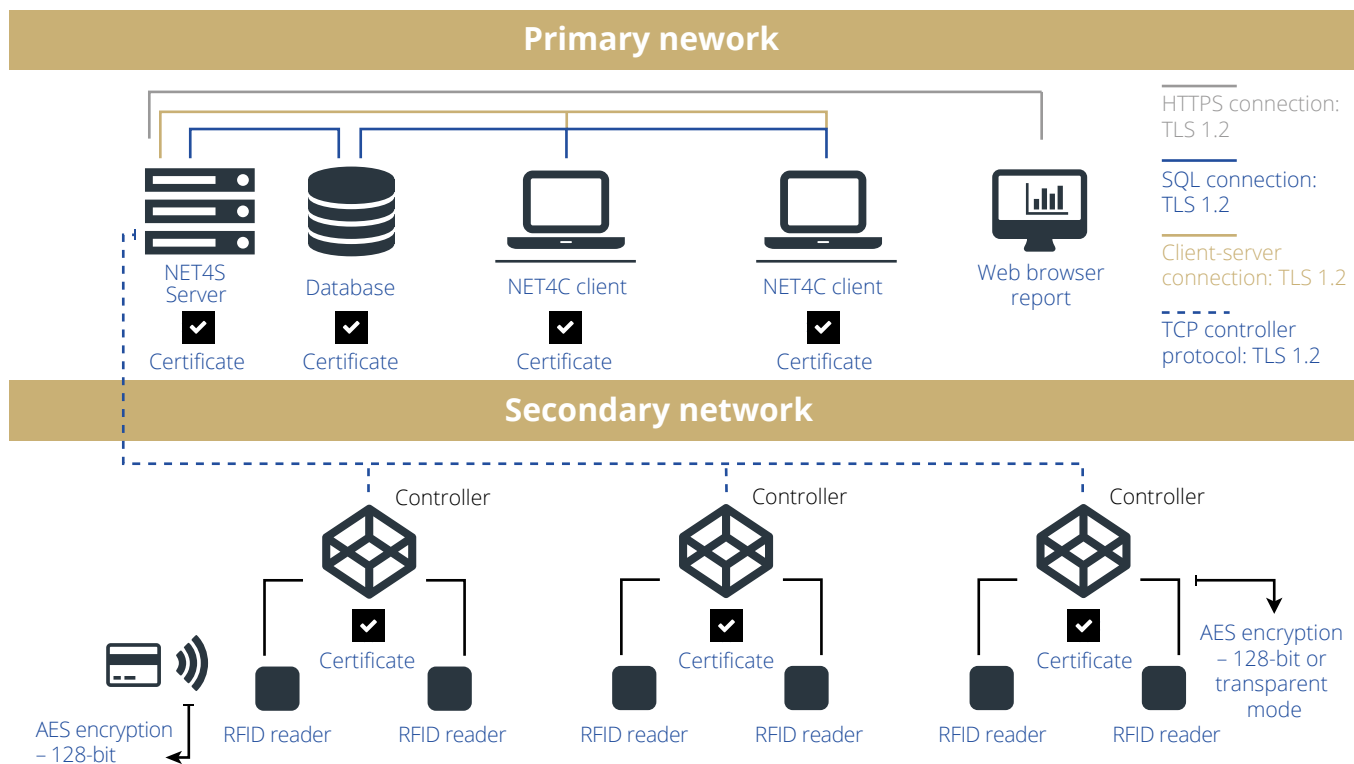 Primary nework
HTTPS connection:
TLS 1.2
SQL connection:
TLS 1.2
Client-server
connection: TLS 1.2
TCP controller
protocol: TLS 1.2
NET4S
Server
Database
NET4C client
NET4C client
Web browser
report
Certificate
Certificate
Certificate
Certificate
Secondary network
Controller
Controller
Controller
Certificate
Certificate
Certificate
AES encryption
– 128-bit or
transparent
mode
AES encryption
– 128-bit
RFID reader
RFID reader
RFID reader
RFID reader
RFID reader
RFID reader